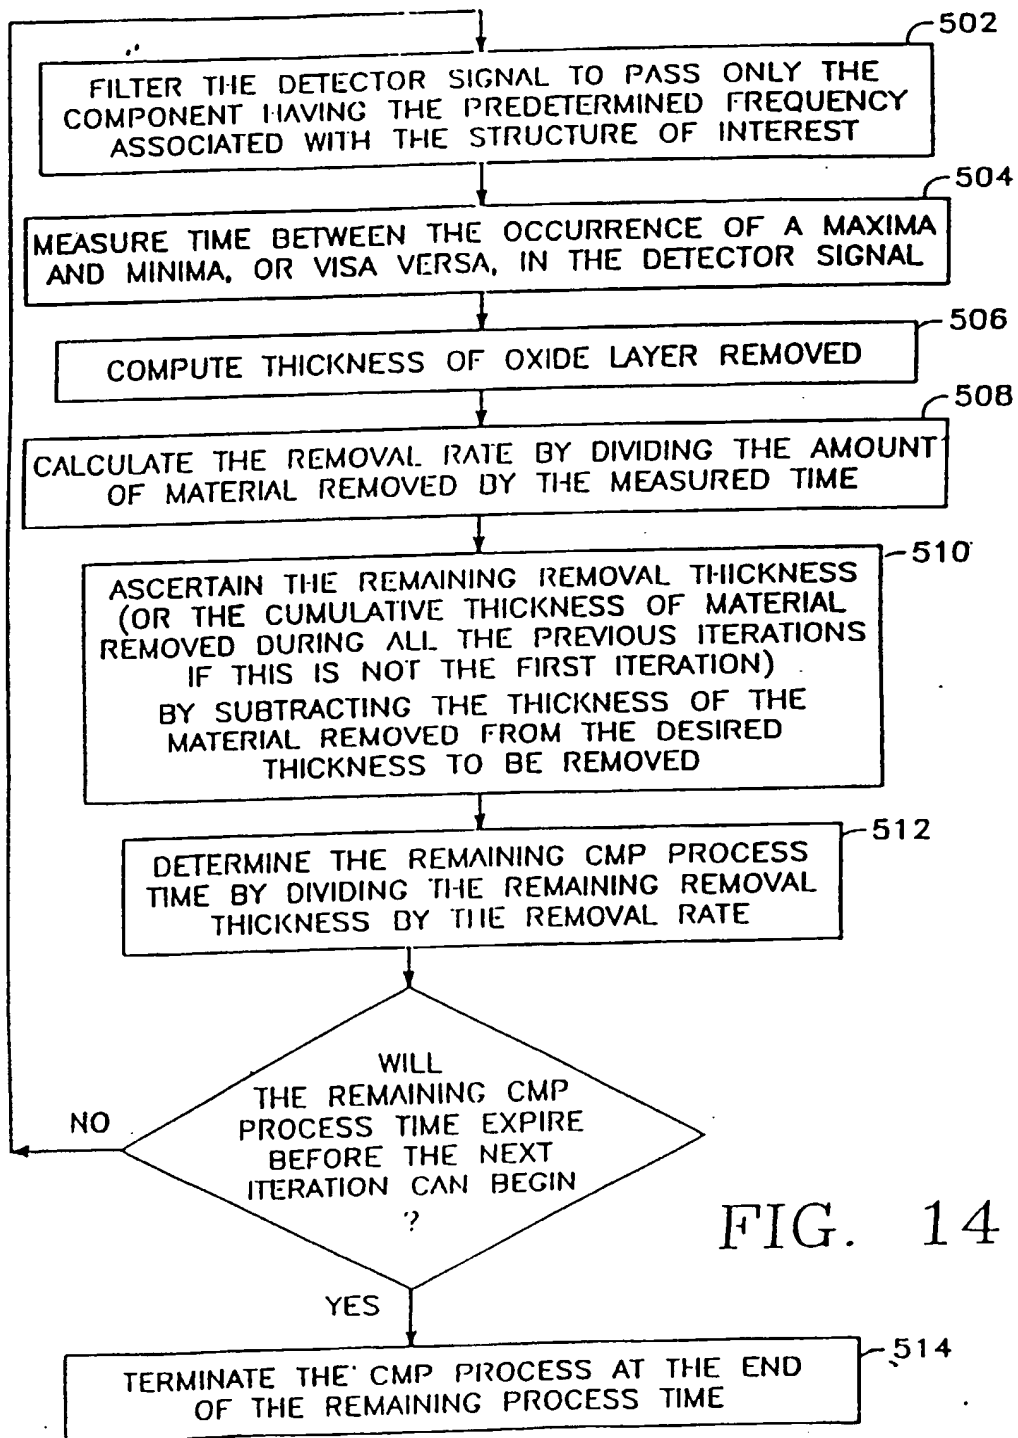 502
FILTER THE DETECTOR SIGNAL TO PASS ONLY THE
COMPONENT HAVING THE PREDETERMINED FREQUENCY
ASSOCIATED WITH THE STRUCTURE OF INTEREST
504
MEASURE TIME BETWEEN THE OCCURRENCE OF A MAXIMA
AND MINIMA, OR VISA VERSA, IN THE DETECTOR SIGNAL
506
COMPUTE THICKNESS OF OXIDE LAYER REMOVED
508
CALCULATE THE REMOVAL RATE BY DIVIDING THE AMOUNT
OF MATERIAL REMOVED BY THE MEASURED TIME
510
ASCERTAIN THE REMAINING REMOVAL THICKNESS
(OR THE CUMULATIVE THICKNESS OF MATERIAL
REMOVED DURING ALL THE PREVIOUS ITERATIONS
IF THIS IS NOT THE FIRST ITERATION)
BY SUBTRACTING THE THICKNESS OF THE
MATERIAL REMOVED FROM THE DESIRED
THICKNESS TO BE REMOVED
512
DETERMINE THE REMAINING CMP PROCESS
TIME BY DIVIDING THE REMAINING REMOVAL
THICKNESS BY THE REMOVAL RATE
WILL
THE REMAINING CMP
PROCESS TIME EXPIRE
BEFORE THE NEXT
ITERATION CAN BEGIN
?
NO
FIG. 14
YES
514
TERMINATE THE CMP PROCESS AT THE END
OF THE REMAINING PROCESS TIME